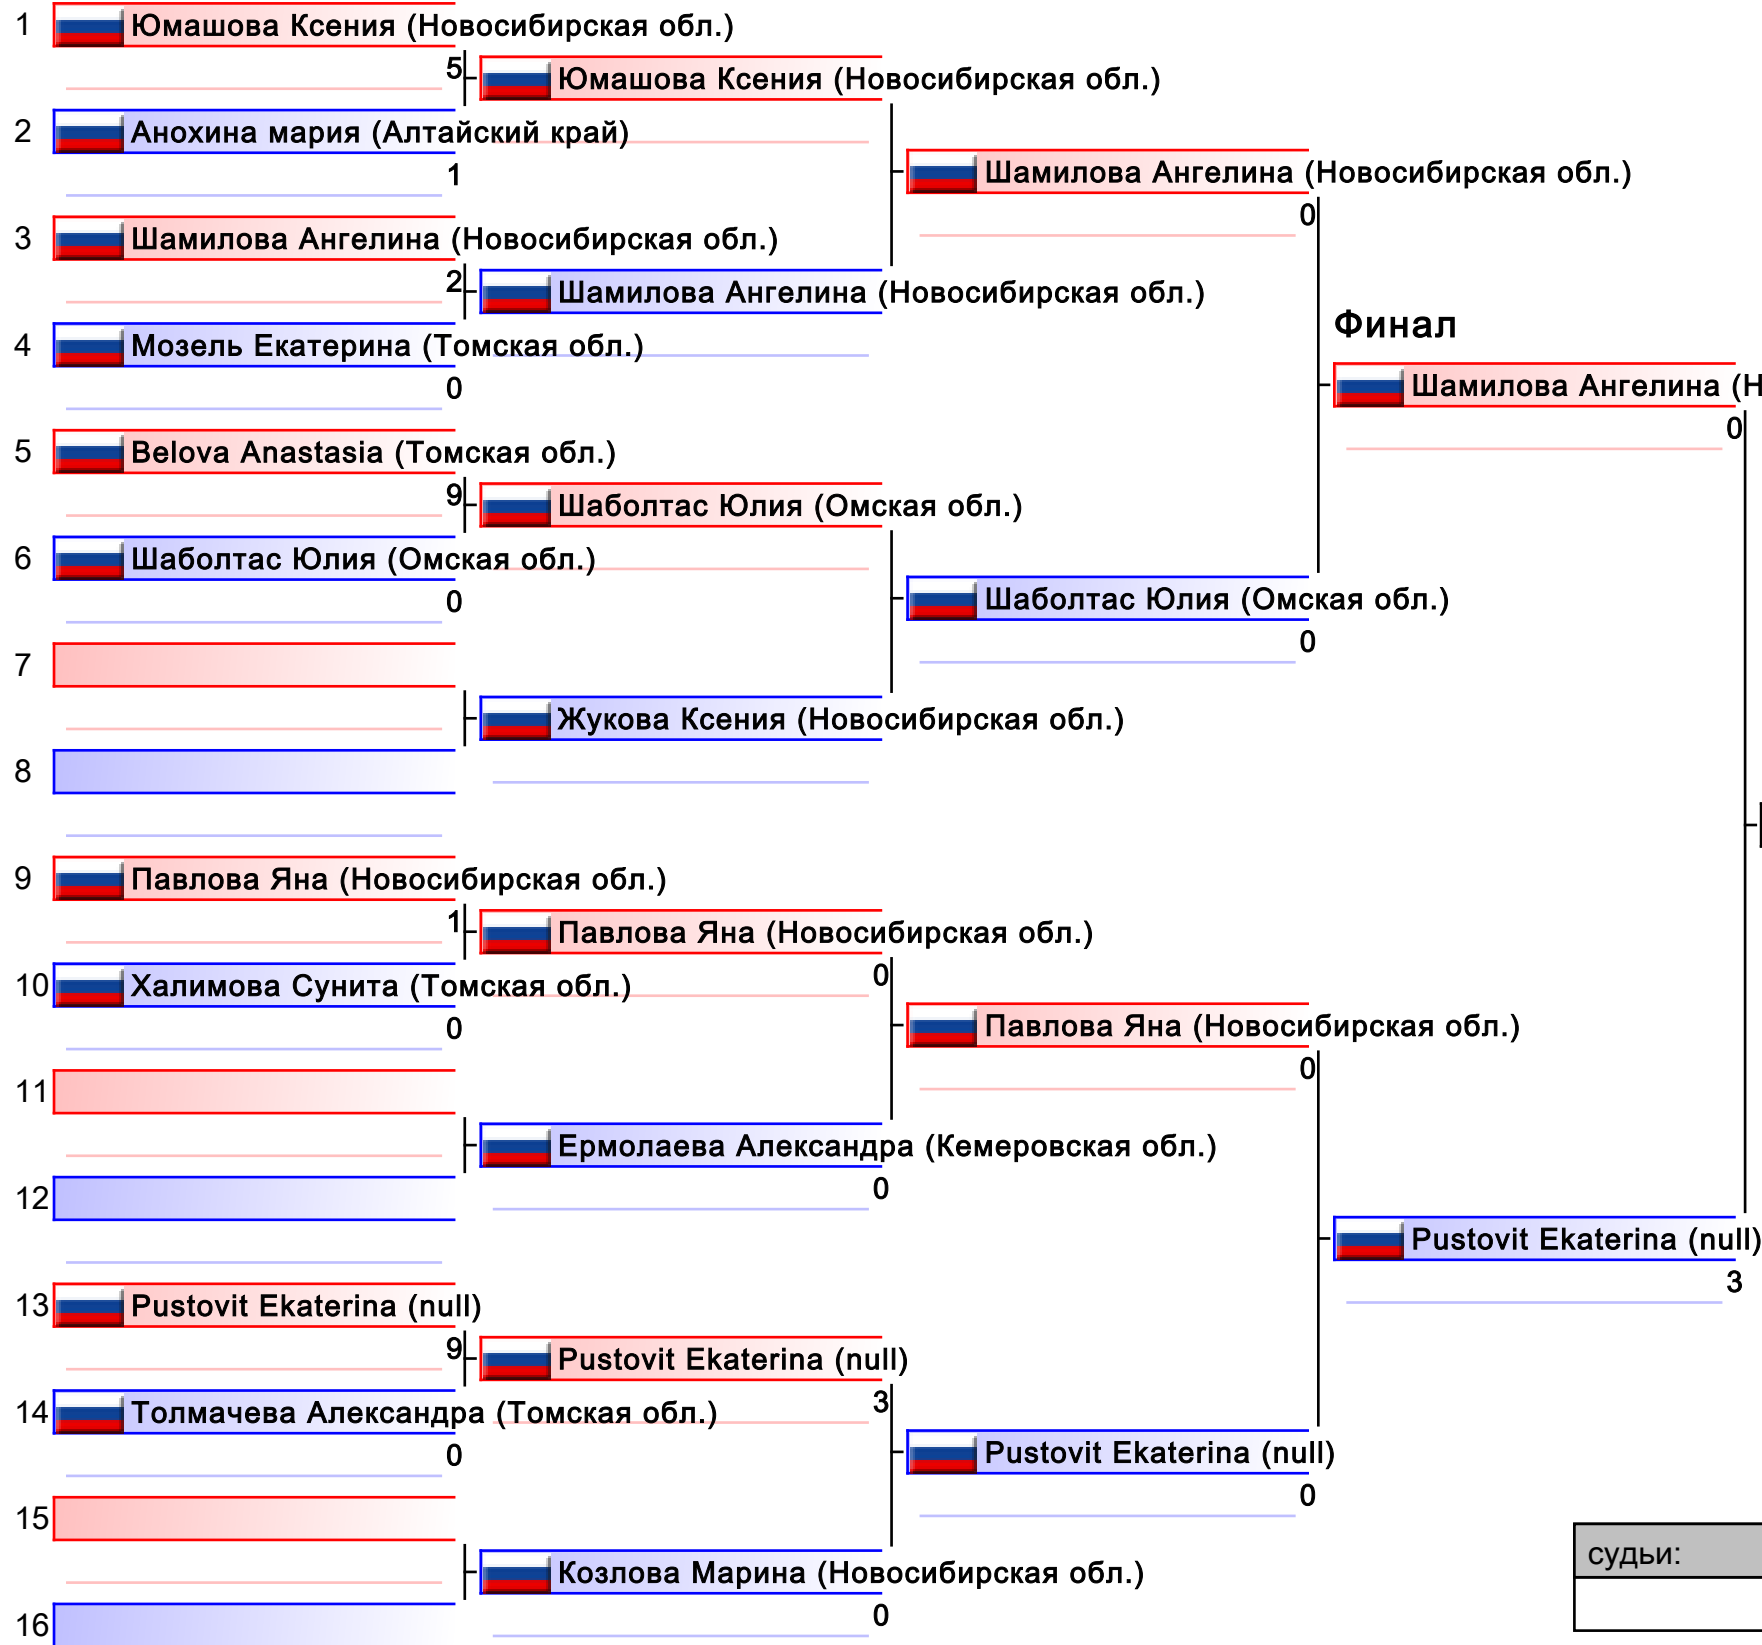 1 Юмашова Ксения (Новосибирская обл.)
5 Юмашова Ксения (Новосибирская обл.)
2 Анохина мария (Алтайский край)
1 Шамилова Ангелина (Новосибирская обл.)
0
3 Шамилова Ангелина (Новосибирская обл.)
2 Шамилова Ангелина (Новосибирская обл.)
Финал
4 Мозель Екатерина (Томская обл.)
0 Шамилова Ангелина (Н
0
5 Belova Anastasia (Томская обл.)
9 Шаболтас Юлия (Омская обл.)
6 Шаболтас Юлия (Омская обл.)
0 Шаболтас Юлия (Омская обл.)
0
7
Жукова Ксения (Новосибирская обл.)
8
9 Павлова Яна (Новосибирская обл.)
1 Павлова Яна (Новосибирская обл.)
0
10 Халимова Сунита (Томская обл.)
0 Павлова Яна (Новосибирская обл.)
0
11
Ермолаева Александра (Кемеровская обл.)
0
12
Pustovit Ekaterina (null)
3
13 Pustovit Ekaterina (null)
9 Pustovit Ekaterina (null)
3
14 Толмачева Александра (Томская обл.)
0 Pustovit Ekaterina (null)
0
15
судьи:
Козлова Марина (Новосибирская обл.)
0
16